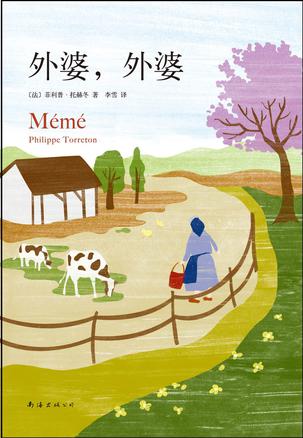 外婆，外婆
〔法〕菲利普·托赫冬 著 李雪 译
Mémé
Philippe Torreton
南海出版公司